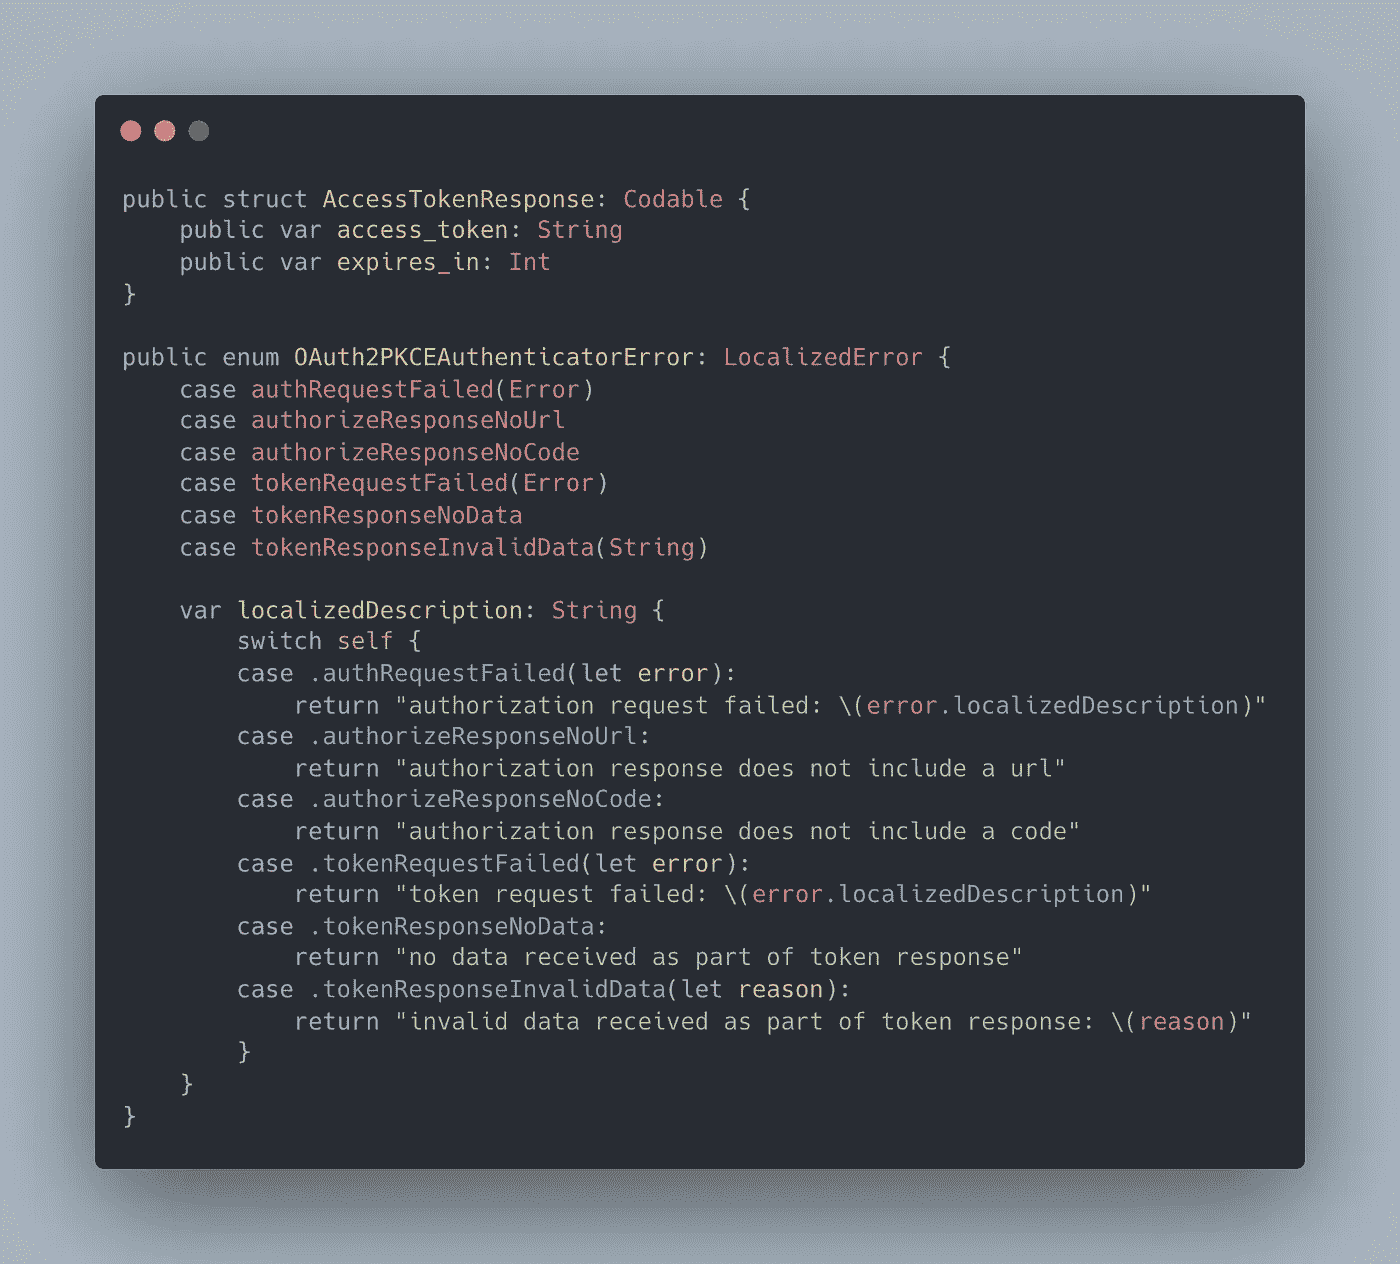 public struct AccessTokenResponse: Codable {
    public var access_token: String
    public var expires_in: Int
}

public enum OAuth2PKCEAuthenticatorError: LocalizedError {
    case authRequestFailed(Error)
    case authorizeResponseNoUrl
    case authorizeResponseNoCode
    case tokenRequestFailed(Error)
    case tokenResponseNoData
    case tokenResponseInvalidData(String)

    var localizedDescription: String {
        switch self {
        case .authRequestFailed(let error):
            return "authorization request failed: \(error.localizedDescription)"
        case .authorizeResponseNoUrl:
            return "authorization response does not include a url"
        case .authorizeResponseNoCode:
            return "authorization response does not include a code"
        case .tokenRequestFailed(let error):
            return "token request failed: \(error.localizedDescription)"
        case .tokenResponseNoData:
            return "no data received as part of token response"
        case .tokenResponseInvalidData(let reason):
            return "invalid data received as part of token response: \(reason)"
        }
    }
}